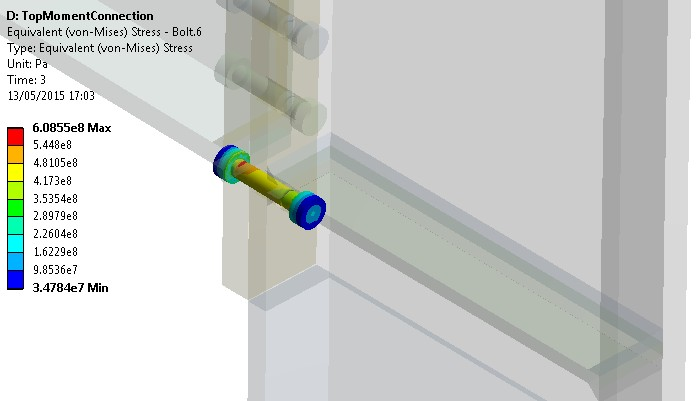 D: TopMomentConnection
Equivalent (von-Mises) Stress - Bolt.6
Type: Equivalent (von-Mises) Stress
Unit: Pa
Time: 3
13/05/2015 17:03
6.0855e8 Max
5.448e8
4.8105e8
4.173e8
3.5354e8
2.8979e8
2.2604e8
1.6229e8
9.8536e7
3.4784e7 Min